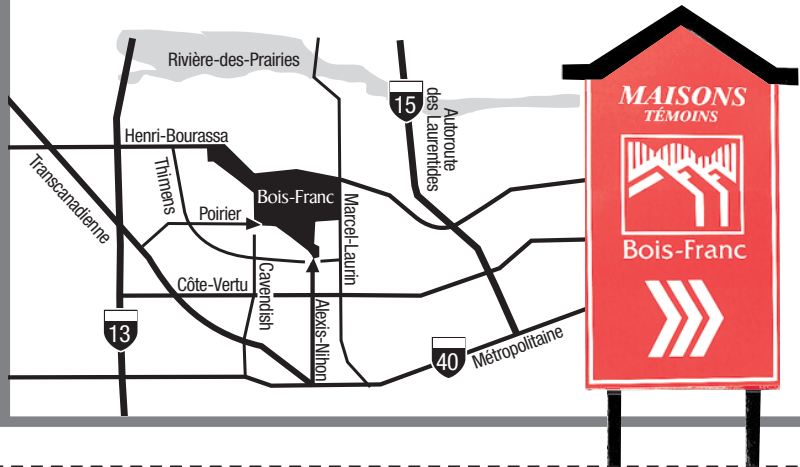 Rivière-des-Prairies
15
Autoroute
des Laurentides
Henri-Bourassa
Transcanadienne
Thimens
Bois-Franc
Poirier
Marcel-Laurin
Côte-Vertu
Cavendish
Alexis-Nihon
13
40
Métropolitaine
MAISONS
TÉMOINS
Bois-Franc